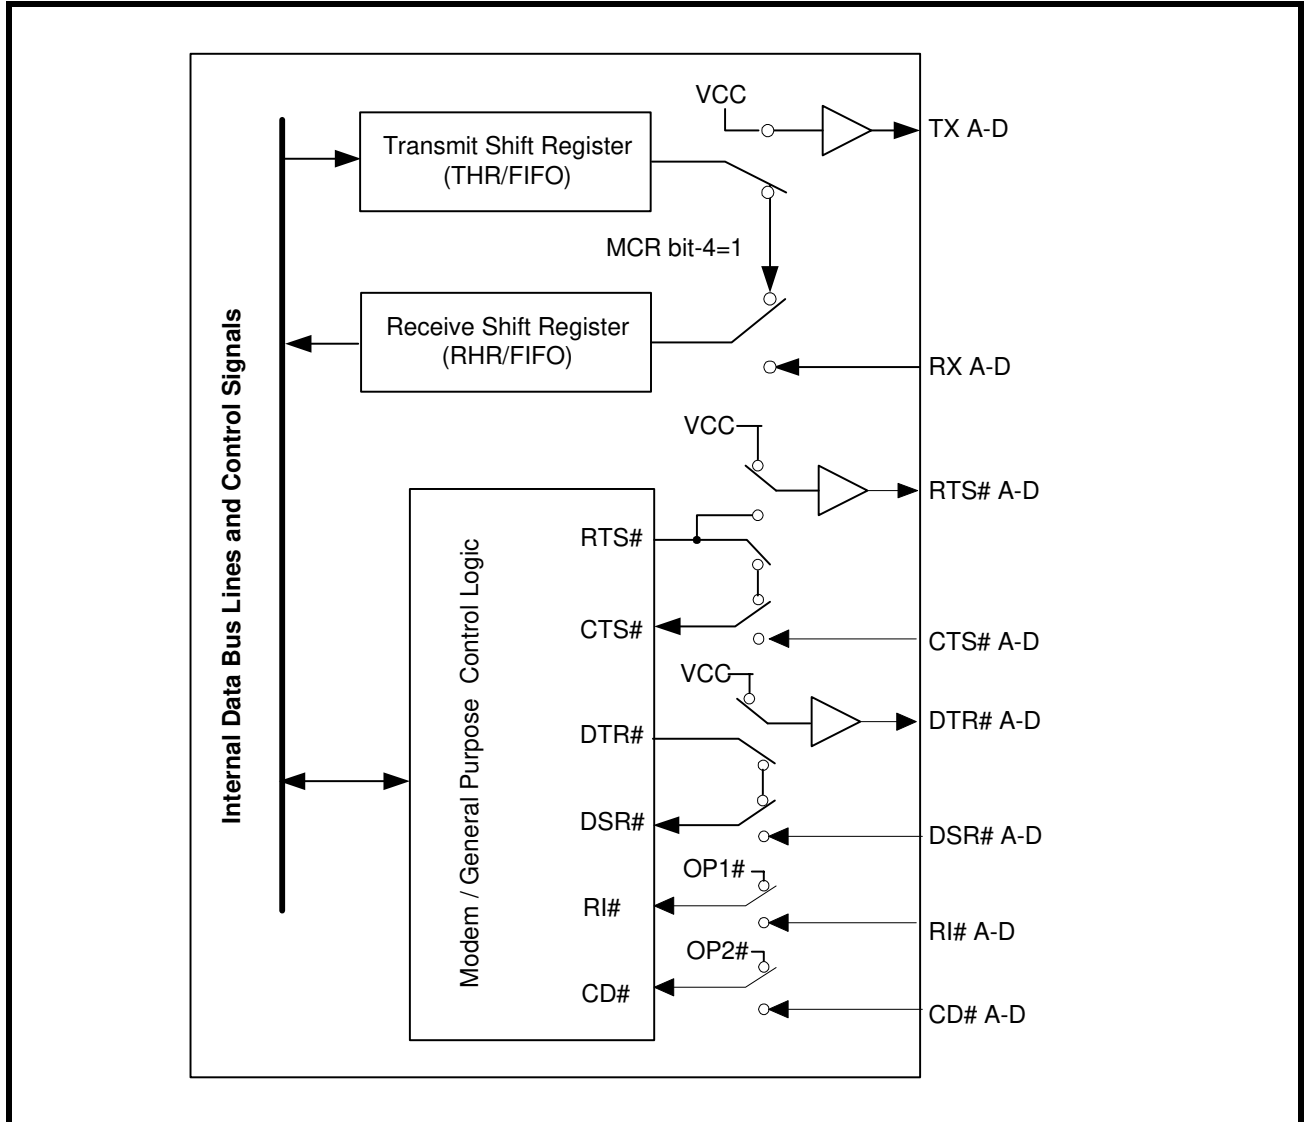 VCC
TX A-D
Transmit Shift Register
(THR/FIFO)
MCR bit-4=1
Receive Shift Register
(RHR/FIFO)
RX A-D
Internal Data Bus Lines and Control Signals
VCC
RTS# A-D
Modem / General Purpose Control Logic
RTS#
CTS#
CTS# A-D
VCC
DTR# A-D
DTR#
DSR#
DSR# A-D
OP1#
RI#
RI# A-D
OP2#
CD#
CD# A-D